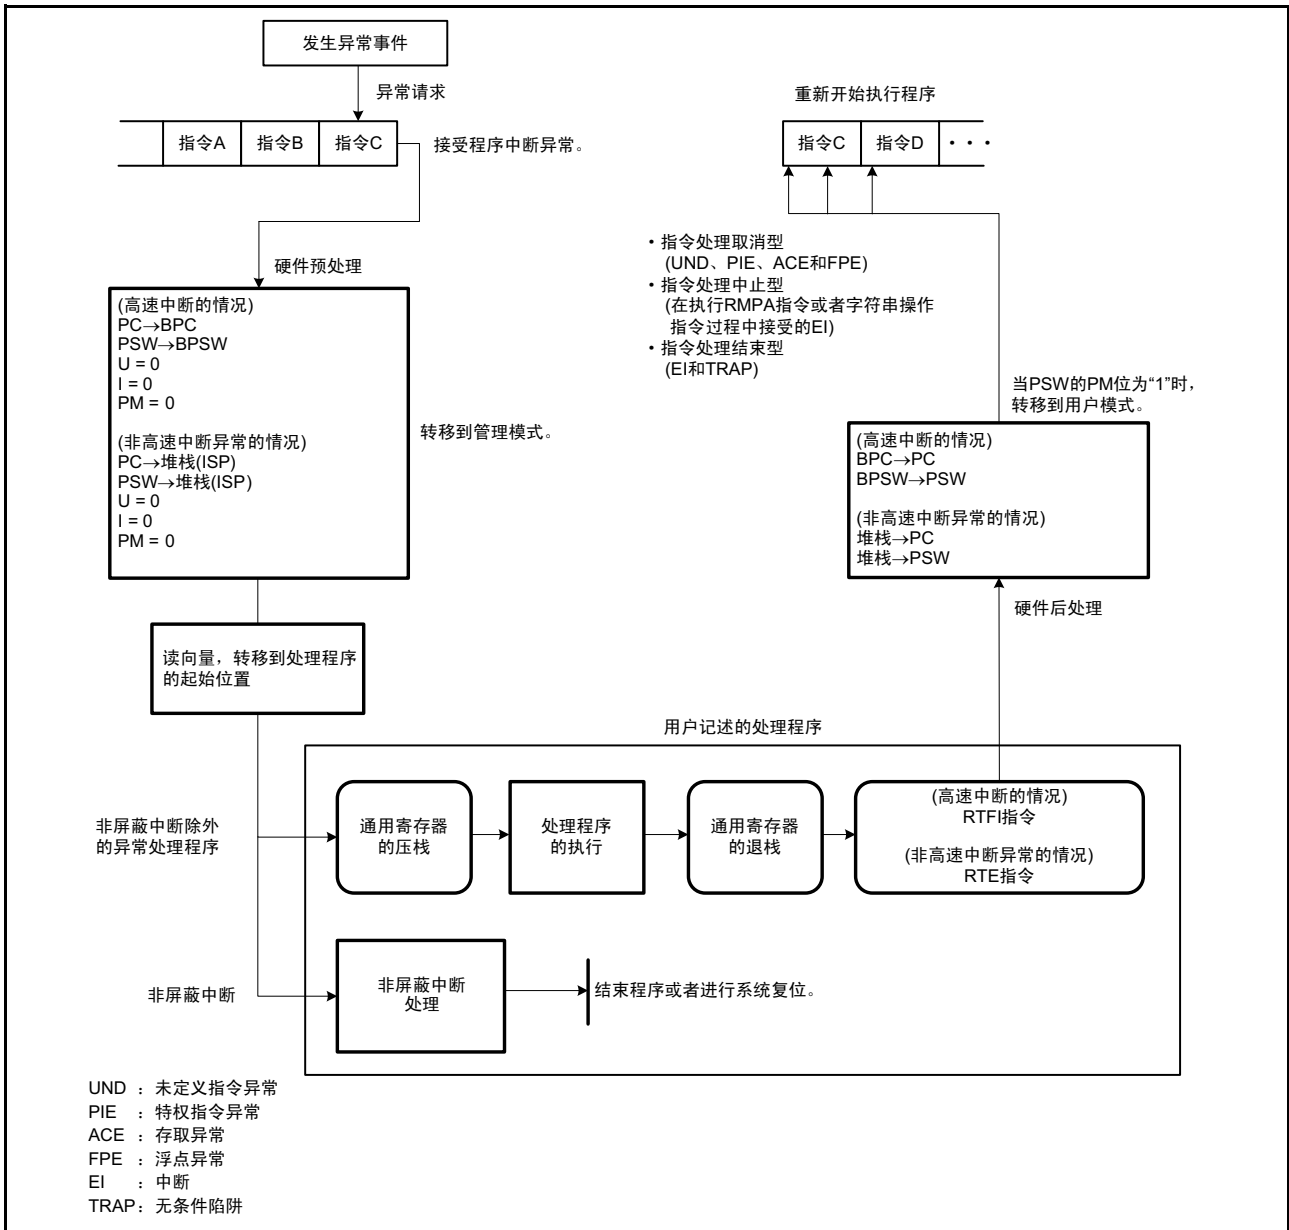 发生异常事件
异常请求
指令A 指令B 指令C
接受程序中断异常。
硬件预处理
(高速中断的情况)
PC→BPC
PSW→BPSW
U = 0
I = 0
PM = 0
(非高速中断异常的情况)
PC→堆栈(ISP)
PSW→堆栈(ISP)
U = 0
I = 0
PM = 0
转移到管理模式。
读向量，转移到处理程序
的起始位置
重新开始执行程序
指令C 指令D ・・・
・指令处理取消型
(UND、PIE、ACE和FPE)
・指令处理中止型
(在执行RMPA指令或者字符串操作
指令过程中接受的EI)
・指令处理结束型
(EI和TRAP)
当PSW的PM位为“1”时，
转移到用户模式。
(高速中断的情况)
BPC→PC
BPSW→PSW
(非高速中断异常的情况)
堆栈→PC
堆栈→PSW
硬件后处理
用户记述的处理程序
非屏蔽中断除外
的异常处理程序
通用寄存器
的压栈
处理程序
的执行
通用寄存器
的退栈
(高速中断的情况)
RTFI指令
(非高速中断异常的情况)
RTE指令
非屏蔽中断
非屏蔽中断
处理
结束程序或者进行系统复位。
UND ：未定义指令异常
PIE ：特权指令异常
ACE ：存取异常
FPE ：浮点异常
EI ：中断
TRAP：无条件陷阱